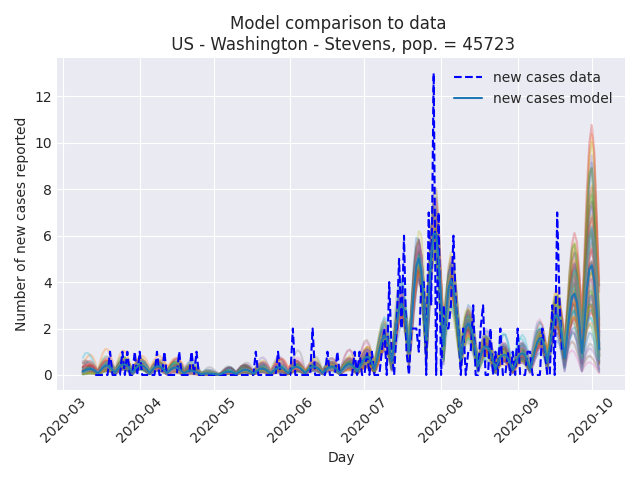 Model comparison to data
US - Washington - Stevens, pop. = 45723
new cases data
new cases model
Number of new cases reported
12
10
8
6
4
2
0
2020-03
2020-04
2020-05
2020-06
2020-07
2020-08
2020-09
2020-10
Day